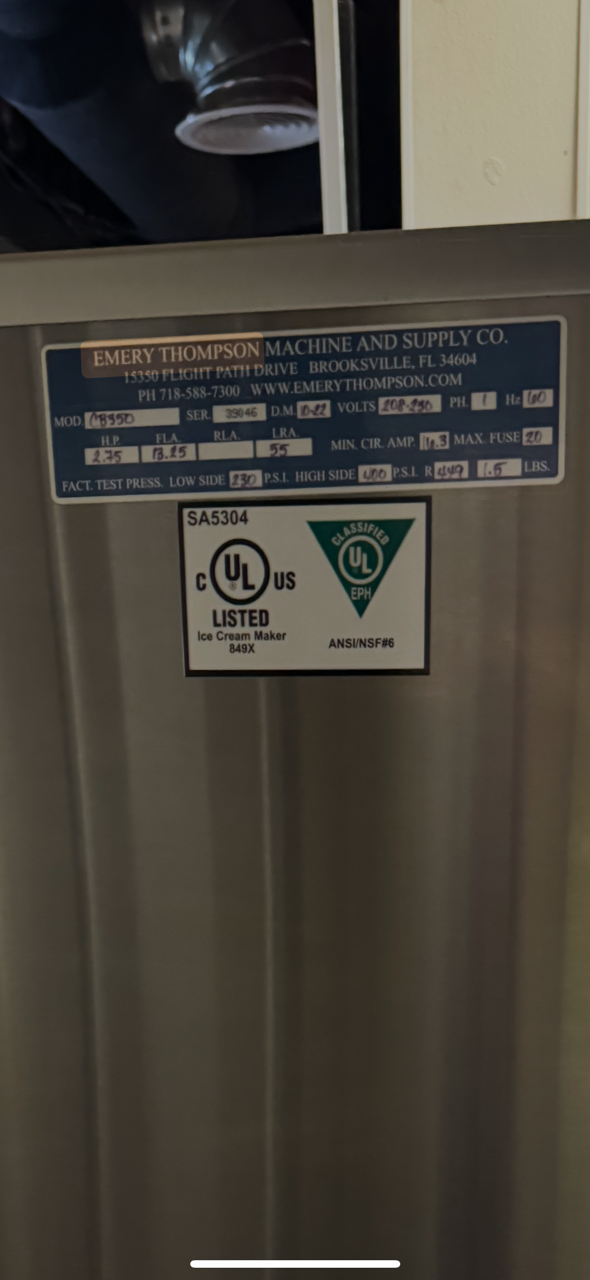 EMERY THOMPSON MACHINE AND SUPPLY CO.
15350 FLIGHT PATH DRIVE BROOKSVILLE, FL 34604
PH 718-588-7300 WWW.EMERYTHOMPSON.COM
MOD. CB350 SER. 39046 D.M. 10-22 VOLTS 208-230 PH. 1 Hz 60
H.P. FLA. RLA. LRA.
2.75 13.25 55 MIN. CIR. AMP. 16.3 MAX. FUSE 20
FACT. TEST PRESS. LOW SIDE 230 P.S.I. HIGH SIDE 400 P.S.I. R 449 1.5 LBS.
SA5304
C UL US
LISTED
Ice Cream Maker
849X
CLASSIFIED
UL
EPH
ANSI/NSF#6